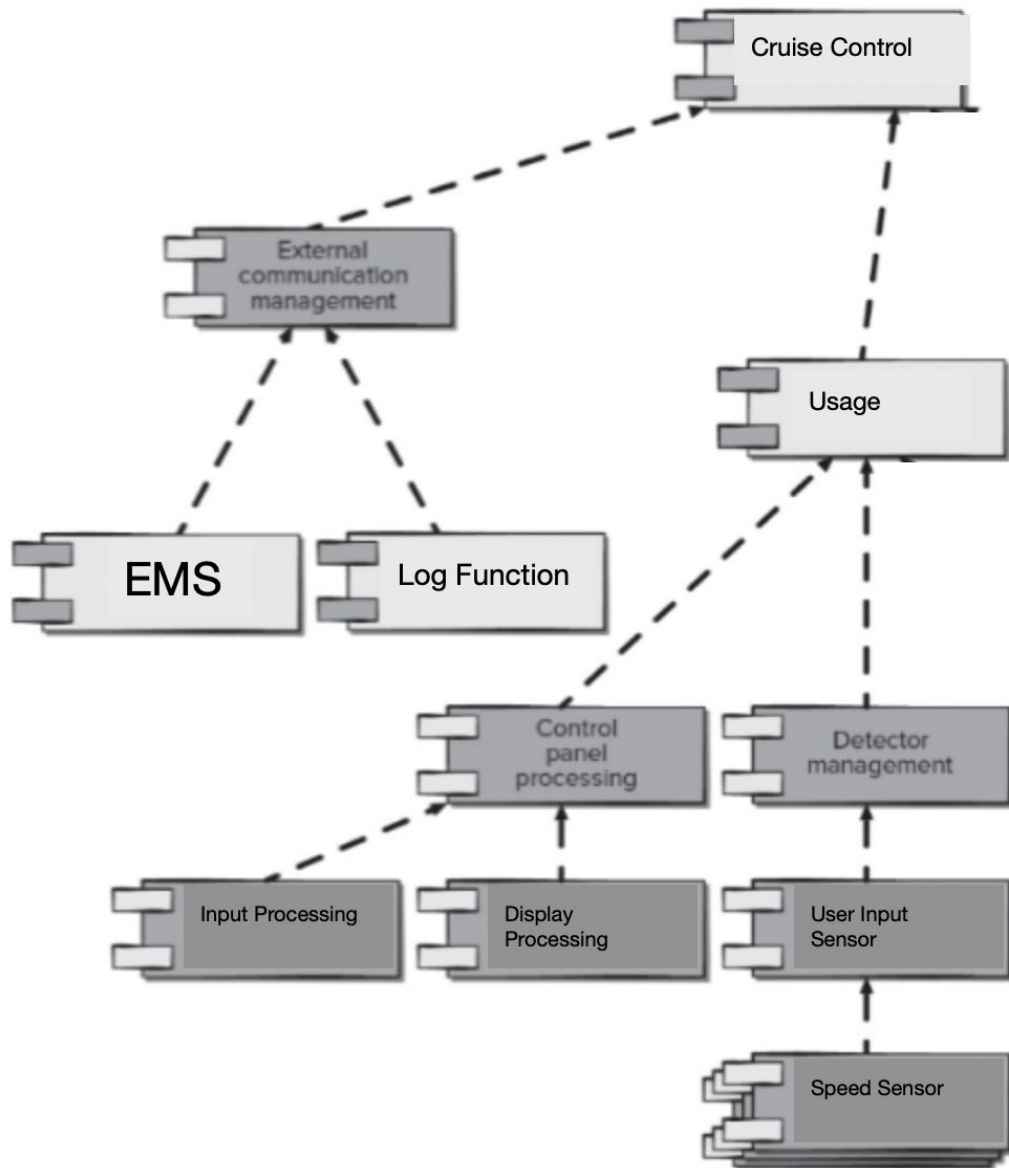 Cruise Control
External
communication
management
Usage
EMS
Log Function
Control
panel
processing
Detector
management
Input Processing
Display
Processing
User Input
Sensor
Speed Sensor